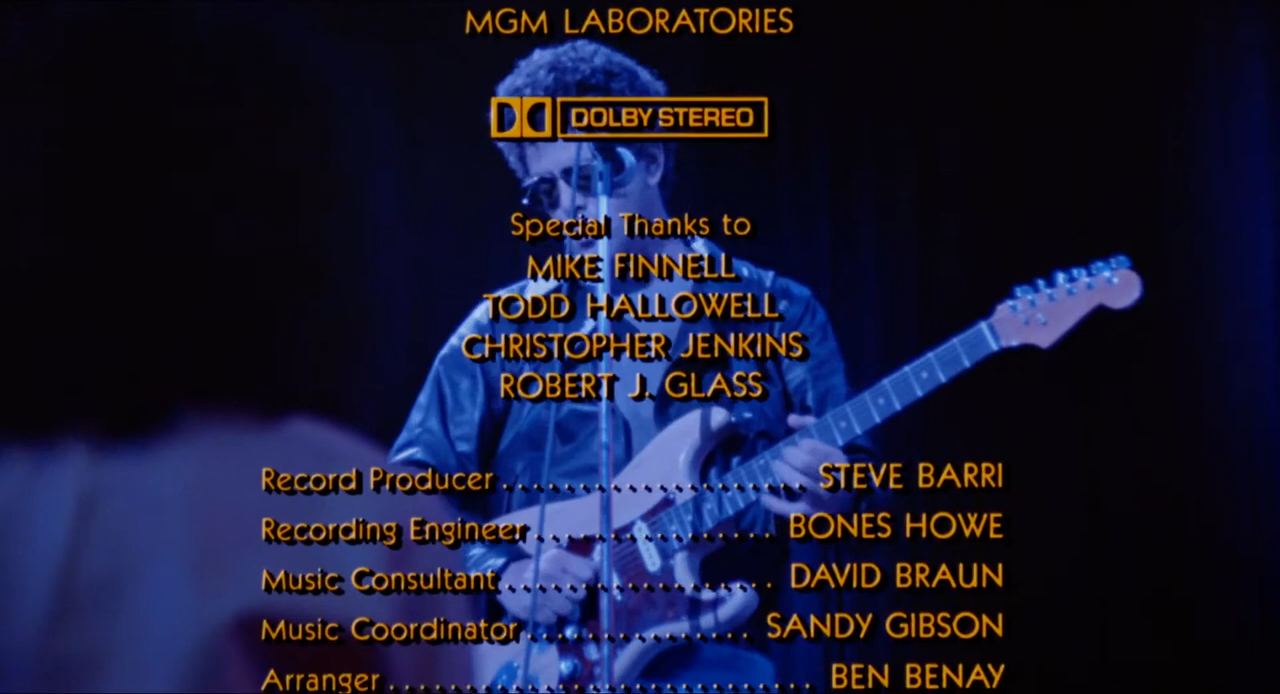 MGM LABORATORIES
DOLBY STEREO
Special Thanks to
MIKE FINNELL
TODD HALLOWELL
CHRISTOPHER JENKINS
ROBERT J. GLASS
Record Producer.....................STEVE BARRI
Recording Engineer................BONES HOWE
Music Consultant..................DAVID BRAUN
Music Coordinator...............SANDY GIBSON
Arranger..............................BEN BENAY